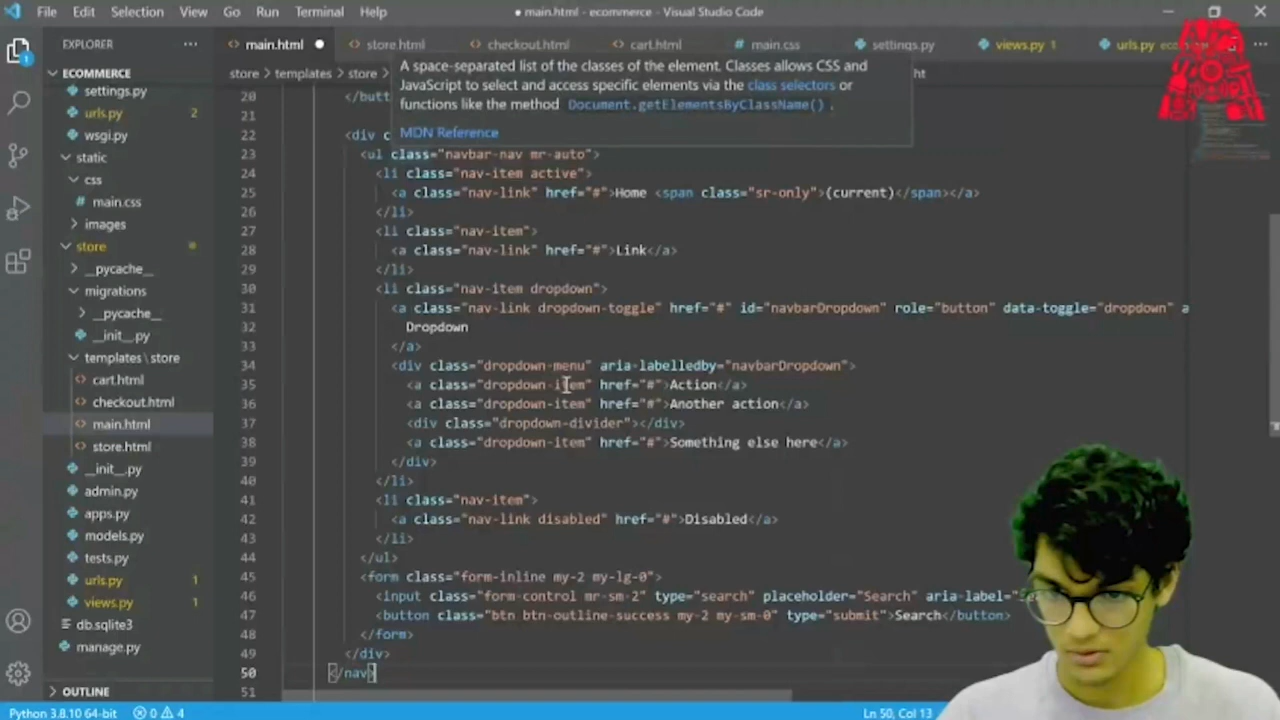 File Edit Selection View Go Run Terminal Help
● main.html - ecommerce - Visual Studio Code
EXPLORER
main.html ● store.html checkout.html cart.html # main.css settings.py views.py 1 urls.py
ECOMMERCE
settings.py
urls.py 2
wsgi.py
static
css
# main.css
images
store
__pycache__
migrations
__pycache__
__init__.py
templates\store
cart.html
checkout.html
main.html
store.html
__init__.py
admin.py
apps.py
models.py
tests.py
urls.py 1
views.py 1
db.sqlite3
manage.py
OUTLINE
store > templates > store >
A space-separated list of the classes of the element. Classes allows CSS and
JavaScript to select and access specific elements via the class selectors or
functions like the method Document.getElementsByClassName() .
MDN Reference
20 </butt
21
22 <div c
23 <ul class="navbar-nav mr-auto">
24 <li class="nav-item active">
25 <a class="nav-link" href="#">Home <span class="sr-only">(current)</span></a>
26 </li>
27 <li class="nav-item">
28 <a class="nav-link" href="#">Link</a>
29 </li>
30 <li class="nav-item dropdown">
31 <a class="nav-link dropdown-toggle" href="#" id="navbarDropdown" role="button" data-toggle="dropdown" a
32 Dropdown
33 </a>
34 <div class="dropdown-menu" aria-labelledby="navbarDropdown">
35 <a class="dropdown-item" href="#">Action</a>
36 <a class="dropdown-item" href="#">Another action</a>
37 <div class="dropdown-divider"></div>
38 <a class="dropdown-item" href="#">Something else here</a>
39 </div>
40 </li>
41 <li class="nav-item">
42 <a class="nav-link disabled" href="#">Disabled</a>
43 </li>
44 </ul>
45 <form class="form-inline my-2 my-lg-0">
46 <input class="form-control mr-sm-2" type="search" placeholder="Search" aria-label=
47 <button class="btn btn-outline-success my-2 my-sm-0" type="submit">Search</button>
48 </form>
49 </div>
50 </nav>
51
Python 3.8.10 64-bit 0 4
Ln 50, Col 13